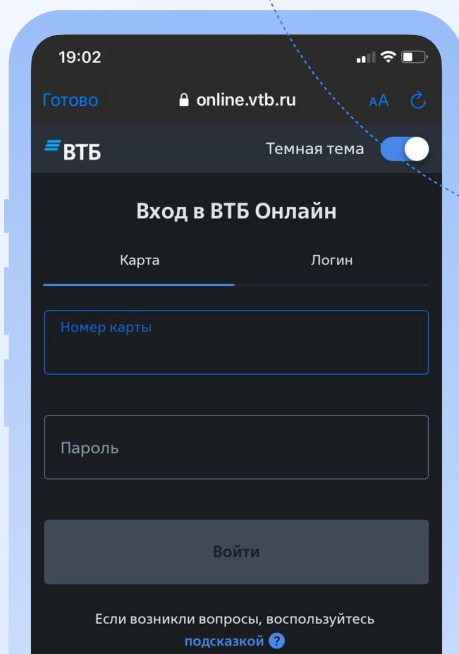 19:02
Готово
online.vtb.ru
AA
ВТБ
Темная тема
Вход в ВТБ Онлайн
Карта
Логин
Номер карты
Пароль
Войти
Если возникли вопросы, воспользуйтесь
подсказкой ?